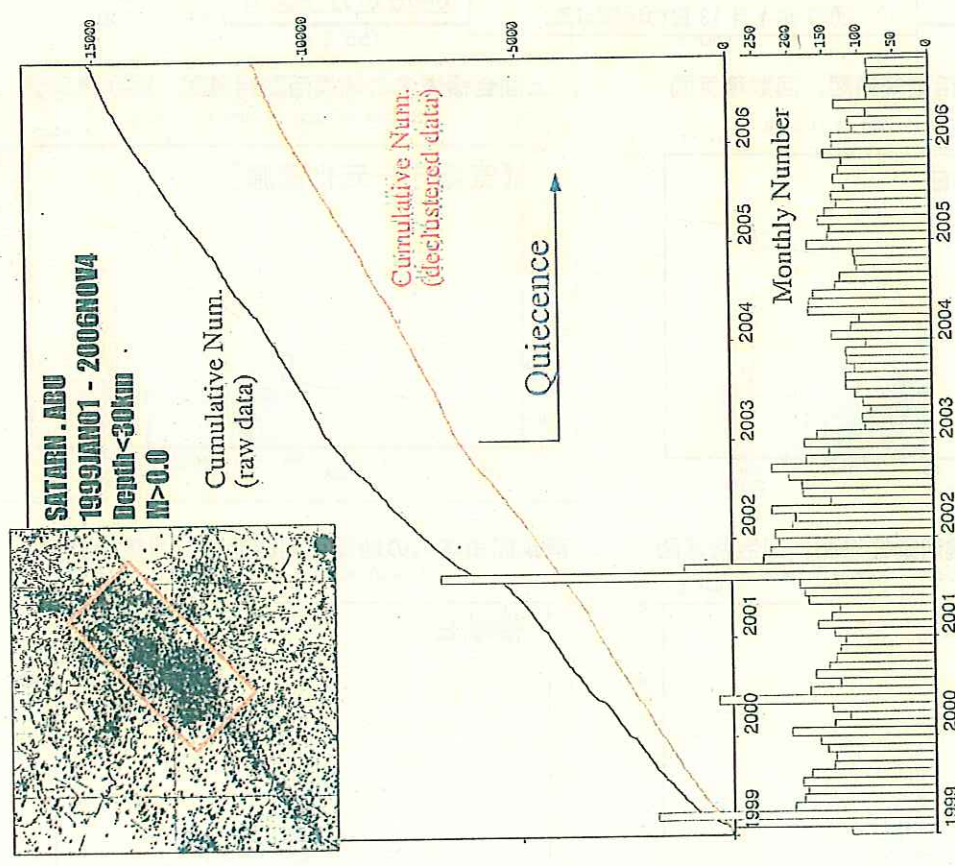 SATARN.ABU
1999JAN01 - 2006NOV4
Depth<30km
M>0.0
Cumulative Num.
(raw data)
Cumulative Num.
(declustered data)
Quiecence
15000
10000
5000
0
1999 2000 2001 2002 2003 2004 2005 2006
Monthly Number
250
200
150
100
50
0
1999 2000 2001 2002 2003 2004 2005 2006